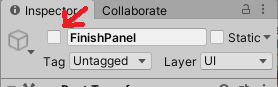 Inspector Collaborate
FinishPanel Static
Tag Untagged Layer UI